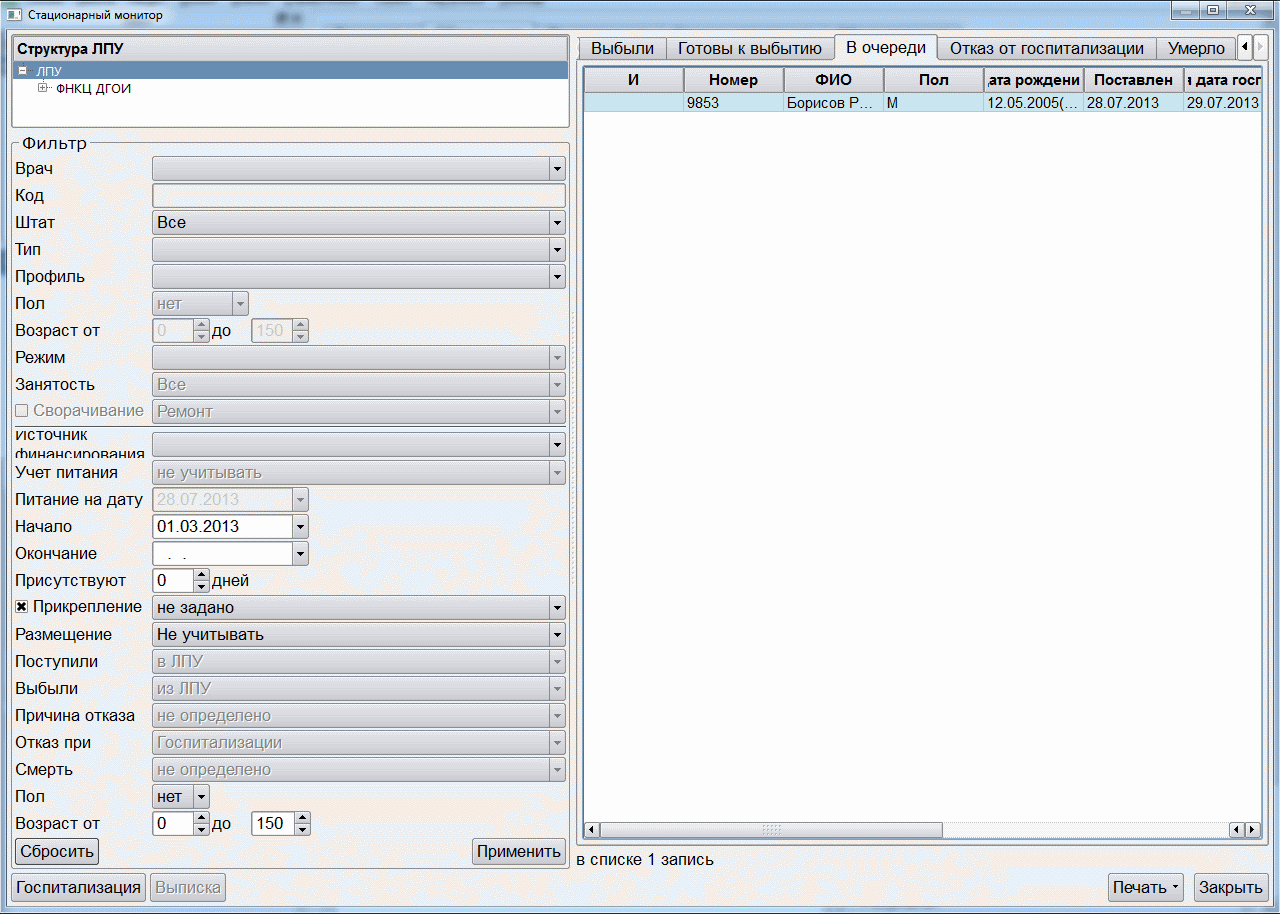 Стационарный монитор
Структура ЛПУ
ЛПУ
ФНКЦ ДГОИ
Фильтр
Врач
Код
Штат Все
Тип
Профиль
Пол нет
Возраст от 0 до 150
Режим
Занятость Все
Сворачивание Ремонт
Источник
финансирования
Учет питания не учитывать
Питание на дату 28.07.2013
Начало 01.03.2013
Окончание . .
Присутствуют 0 дней
Прикрепление не задано
Размещение Не учитывать
Поступили в ЛПУ
Выбыли из ЛПУ
Причина отказа не определено
Отказ при Госпитализации
Смерть не определено
Пол нет
Возраст от 0 до 150
Сбросить Применить
Госпитализация Выписка
Выбыли Готовы к выбытию В очереди Отказ от госпитализации Умерло
И Номер ФИО Пол ата рождени Поставлен дата госг
9853 Борисов Р... М 12.05.2005(... 28.07.2013 29.07.2013
в списке 1 запись
Печать Закрыть